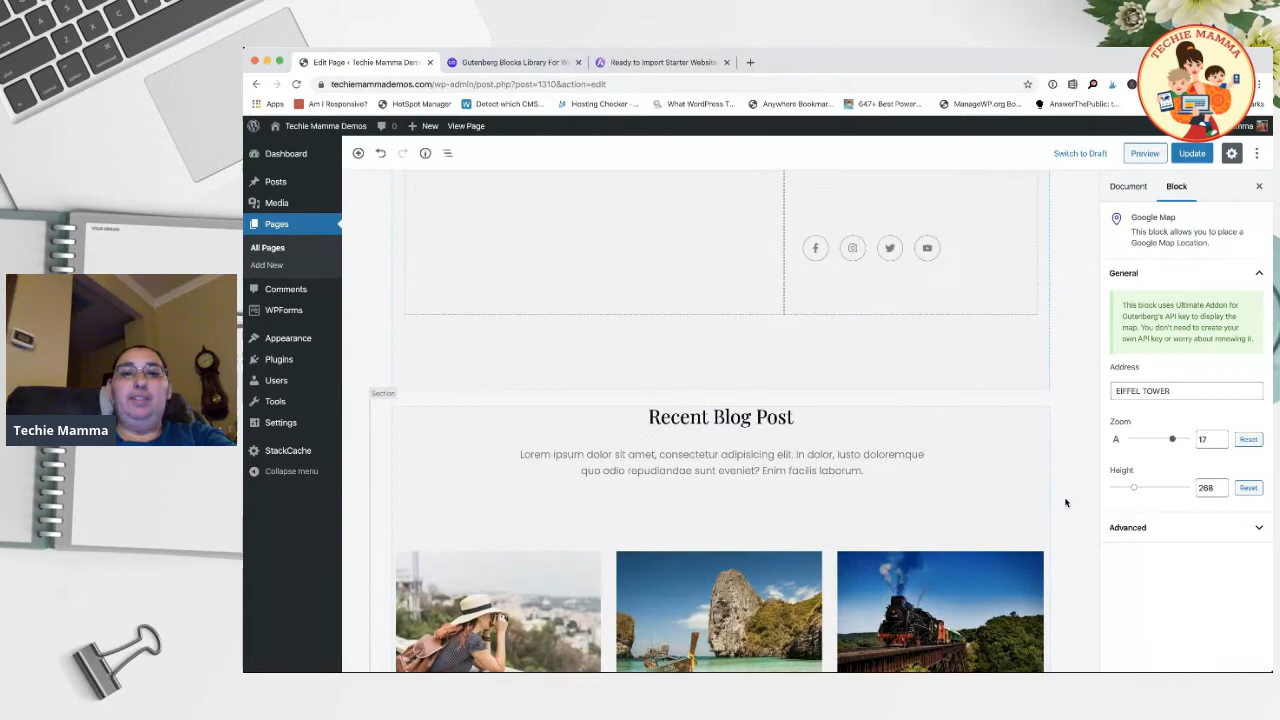 TECHIE MAMMA
Edit Page ‹ Techie Mamma Dem
Gutenberg Blocks Library For W
Ready to Import Starter Website
techiemammademos.com/wp-admin/post.php?post=1310&action=edit
Apps
Am I Responsive?
HotSpot Manager
Detect which CMS...
Hosting Checker -...
What WordPress T...
Anywhere Bookmar...
647+ Best Power...
ManageWP.org Bo...
AnswerThePublic: t...
Techie Mamma Demos
0
New
View Page
Dashboard
Posts
Media
Pages
All Pages
Add New
Comments
WPForms
Appearance
Plugins
Users
Tools
Settings
StackCache
Collapse menu
Switch to Draft
Preview
Update
Section
Recent Blog Post
Lorem ipsum dolor sit amet, consectetur adipisicing elit. In dolor, iusto doloremque
quo odio repudiandae sunt eveniet? Enim facilis laborum.
Document
Block
Google Map
This block allows you to place a
Google Map Location.
General
This block uses Ultimate Addon for
Gutenberg's API key to display the
map. You don't need to create your
own API key or worry about renewing it.
Address
EIFFEL TOWER
Zoom
A
17
Reset
Height
268
Reset
Advanced
Techie Mamma